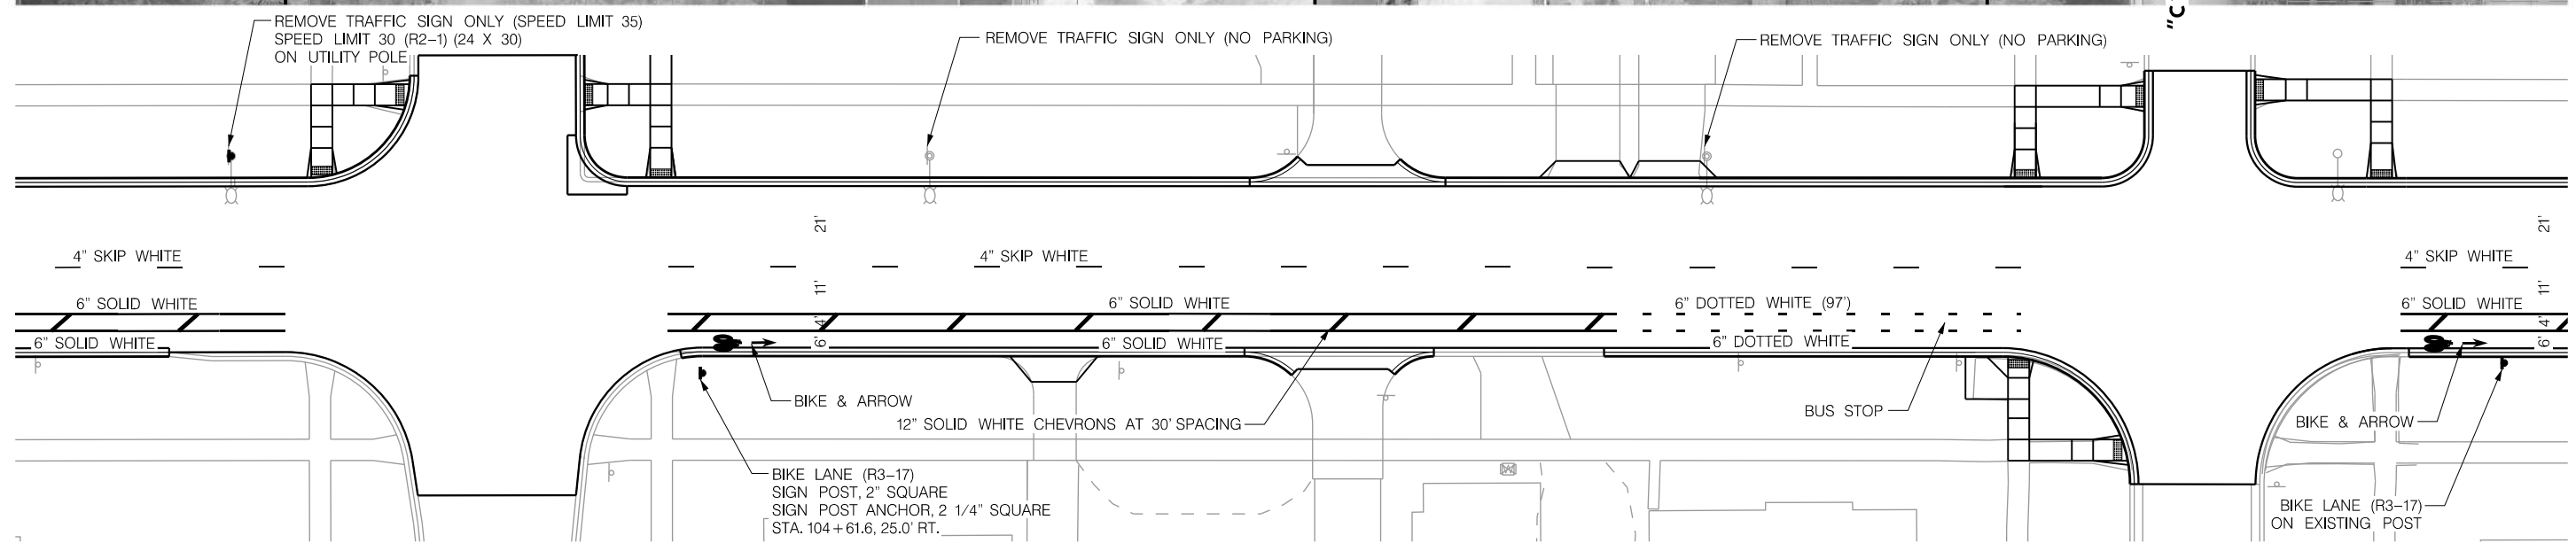 "C
REMOVE TRAFFIC SIGN ONLY (SPEED LIMIT 35)
SPEED LIMIT 30 (R2-1) (24 X 30)
ON UTILITY POLE
REMOVE TRAFFIC SIGN ONLY (NO PARKING)
REMOVE TRAFFIC SIGN ONLY (NO PARKING)
21'
21'
4" SKIP WHITE
4" SKIP WHITE
4" SKIP WHITE
11'
11'
6" SOLID WHITE
6" SOLID WHITE
6" DOTTED WHITE (97')
6" SOLID WHITE
4'
4'
6" SOLID WHITE
6'
6" SOLID WHITE
6" DOTTED WHITE
6'
BIKE & ARROW
12" SOLID WHITE CHEVRONS AT 30' SPACING
BUS STOP
BIKE & ARROW
BIKE LANE (R3-17)
SIGN POST, 2" SQUARE
SIGN POST ANCHOR, 2 1/4" SQUARE
STA. 104+61.6, 25.0' RT.
BIKE LANE (R3-17)
ON EXISTING POST